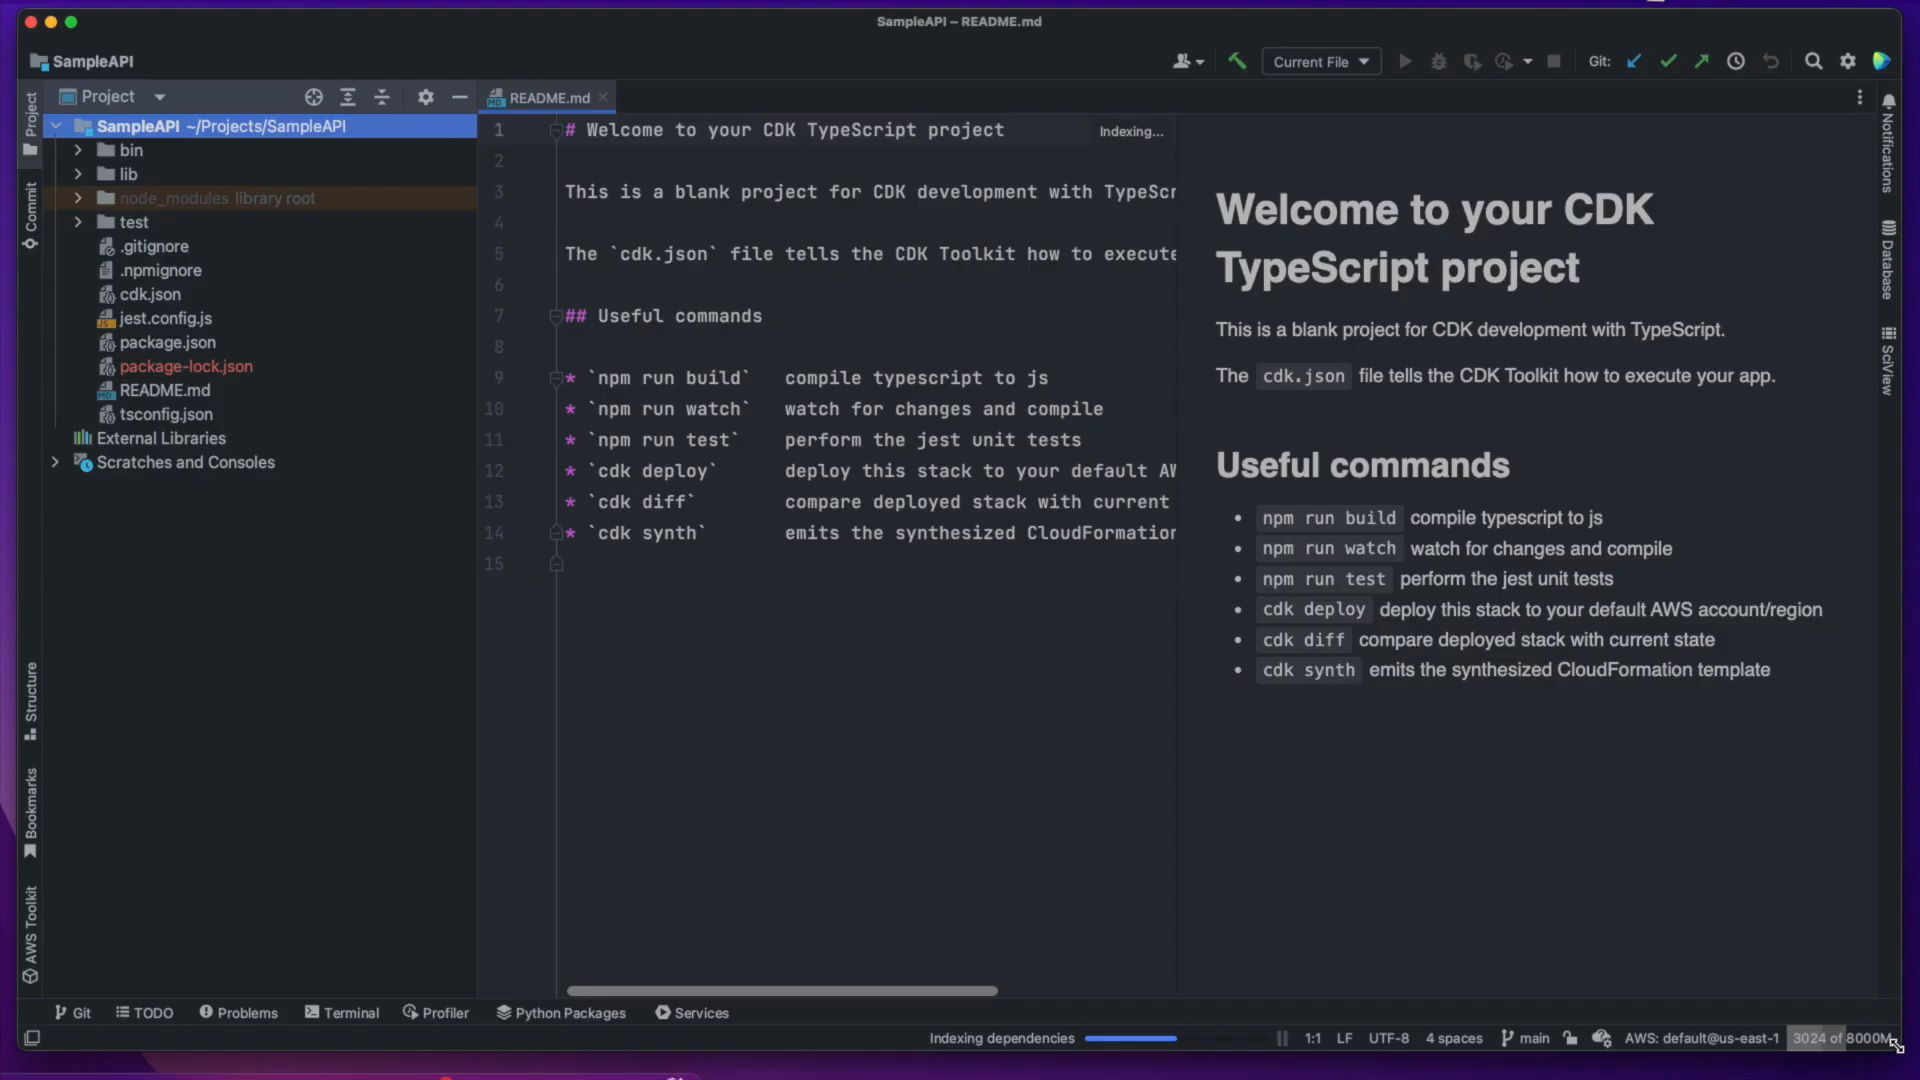 SampleAPI – README.md
SampleAPI
Current File
Git:
Project
README.md
Project
Commit
Structure
Bookmarks
AWS Toolkit
SampleAPI ~/Projects/SampleAPI
bin
lib
node_modules library root
test
.gitignore
.npmignore
cdk.json
jest.config.js
package.json
package-lock.json
README.md
tsconfig.json
External Libraries
Scratches and Consoles
Indexing...
1 # Welcome to your CDK TypeScript project
2
3 This is a blank project for CDK development with TypeScr
4
5 The `cdk.json` file tells the CDK Toolkit how to execute
6
7 ## Useful commands
8
9 * `npm run build`   compile typescript to js
10 * `npm run watch`   watch for changes and compile
11 * `npm run test`    perform the jest unit tests
12 * `cdk deploy`      deploy this stack to your default AW
13 * `cdk diff`        compare deployed stack with current
14 * `cdk synth`       emits the synthesized CloudFormation
15
Welcome to your CDK
TypeScript project
This is a blank project for CDK development with TypeScript.
The cdk.json file tells the CDK Toolkit how to execute your app.
Useful commands
• npm run build compile typescript to js
• npm run watch watch for changes and compile
• npm run test perform the jest unit tests
• cdk deploy deploy this stack to your default AWS account/region
• cdk diff compare deployed stack with current state
• cdk synth emits the synthesized CloudFormation template
Notifications
Database
SciView
Git
TODO
Problems
Terminal
Profiler
Python Packages
Services
Indexing dependencies
1:1
LF
UTF-8
4 spaces
main
AWS: default@us-east-1
3024 of 8000M